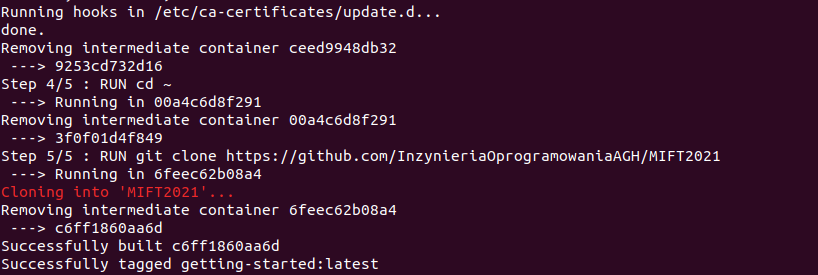 Running hooks in /etc/ca-certificates/update.d...
done.
Removing intermediate container ceed9948db32
 ---> 9253cd732d16
Step 4/5 : RUN cd ~
 ---> Running in 00a4c6d8f291
Removing intermediate container 00a4c6d8f291
 ---> 3f0f01d4f849
Step 5/5 : RUN git clone https://github.com/InzynieriaOprogramowaniaAGH/MIFT2021
 ---> Running in 6feec62b08a4
Cloning into 'MIFT2021'...
Removing intermediate container 6feec62b08a4
 ---> c6ff1860aa6d
Successfully built c6ff1860aa6d
Successfully tagged getting-started:latest